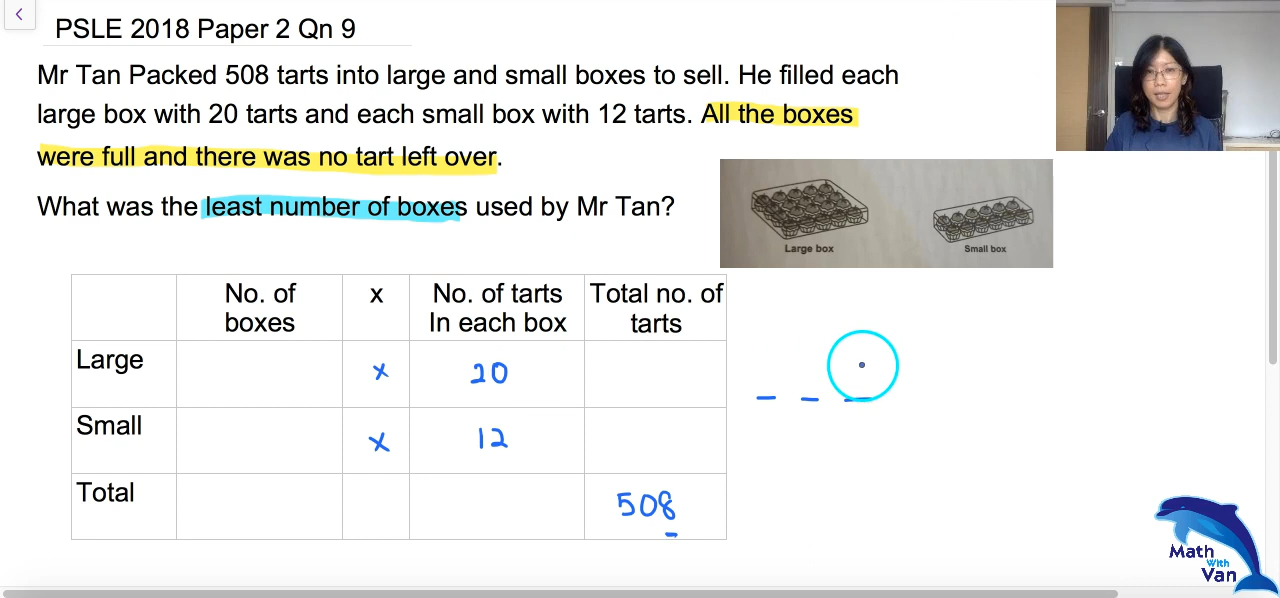 PSLE 2018 Paper 2 Qn 9
Mr Tan Packed 508 tarts into large and small boxes to sell. He filled each
large box with 20 tarts and each small box with 12 tarts. All the boxes
were full and there was no tart left over.
What was the least number of boxes used by Mr Tan?
Large box
Small box
No. of boxes
x
No. of tarts In each box
Total no. of tarts
Large
x
20
Small
x
12
Total
508
Math
With
Van